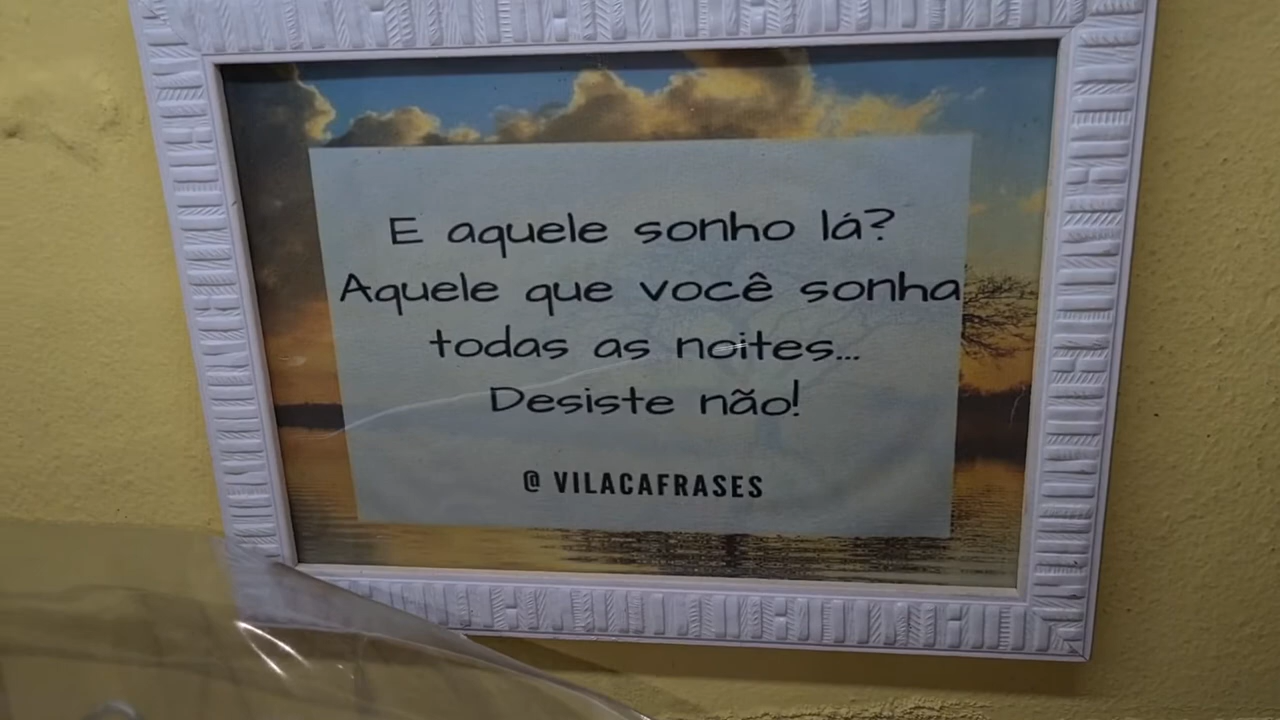 E aquele sonho lá?
Aquele que você sonha
todas as noites...
Desiste não!
@ VILACAFRASES